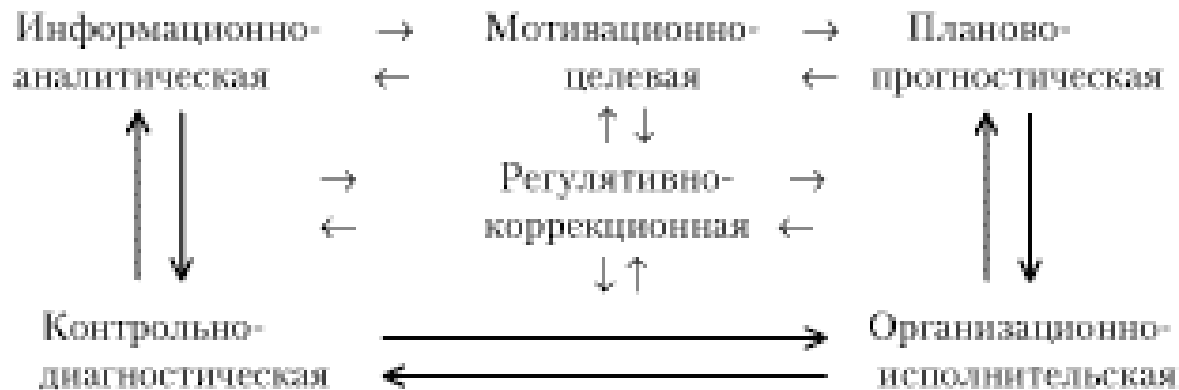 Информационно- → Мотивационно- → Планово-
аналитическая ← целевая ← прогностическая
↑ ↓
→ Регулятивно- →
← коррекционная ←
↓ ↑
Контрольно- Организационно-
диагностическая исполнительская